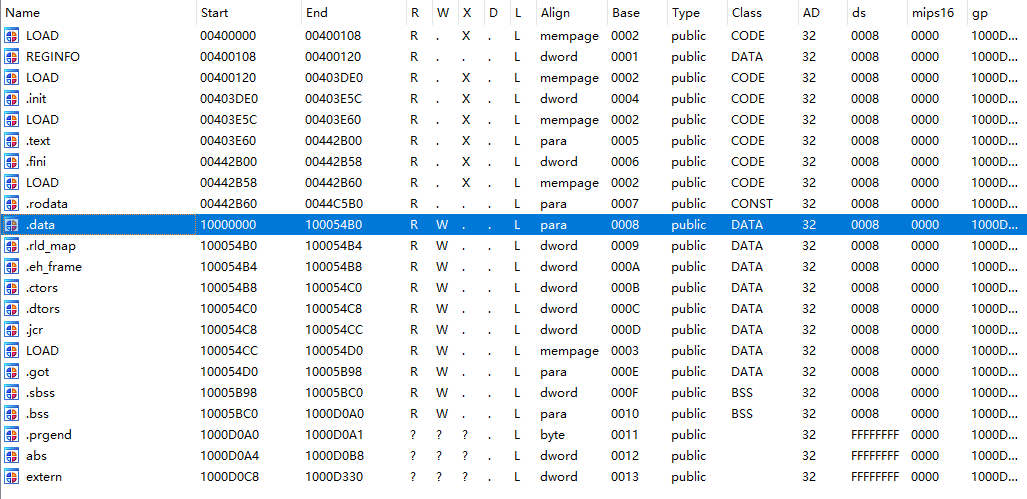 Name Start End R W X D L Align Base Type Class AD ds mips16 gp
LOAD 00400000 00400108 R . X . L mempage 0002 public CODE 32 0008 0000 1000D...
REGINFO 00400108 00400120 R . . . L dword 0001 public DATA 32 0008 0000 1000D...
LOAD 00400120 00403DE0 R . X . L mempage 0002 public CODE 32 0008 0000 1000D...
.init 00403DE0 00403E5C R . X . L dword 0004 public CODE 32 0008 0000 1000D...
LOAD 00403E5C 00403E60 R . X . L mempage 0002 public CODE 32 0008 0000 1000D...
.text 00403E60 00442B00 R . X . L para 0005 public CODE 32 0008 0000 1000D...
.fini 00442B00 00442B58 R . X . L dword 0006 public CODE 32 0008 0000 1000D...
LOAD 00442B58 00442B60 R . X . L mempage 0002 public CODE 32 0008 0000 1000D...
.rodata 00442B60 0044C5B0 R . . . L para 0007 public CONST 32 0008 0000 1000D...
.data 10000000 100054B0 R W . . L para 0008 public DATA 32 0008 0000 1000D...
.rld_map 100054B0 100054B4 R W . . L dword 0009 public DATA 32 0008 0000 1000D...
.eh_frame 100054B4 100054B8 R W . . L dword 000A public DATA 32 0008 0000 1000D...
.ctors 100054B8 100054C0 R W . . L dword 000B public DATA 32 0008 0000 1000D...
.dtors 100054C0 100054C8 R W . . L dword 000C public DATA 32 0008 0000 1000D...
.jcr 100054C8 100054CC R W . . L dword 000D public DATA 32 0008 0000 1000D...
LOAD 100054CC 100054D0 R W . . L mempage 0003 public DATA 32 0008 0000 1000D...
.got 100054D0 10005B98 R W . . L para 000E public DATA 32 0008 0000 1000D...
.sbss 10005B98 10005BC0 R W . . L dword 000F public BSS 32 0008 0000 1000D...
.bss 10005BC0 1000D0A0 R W . . L para 0010 public BSS 32 0008 0000 1000D...
.prgend 1000D0A0 1000D0A1 ? ? ? . L byte 0011 public 32 FFFFFFFF 0000 1000D...
abs 1000D0A4 1000D0B8 ? ? ? . L dword 0012 public 32 FFFFFFFF 0000 1000D...
extern 1000D0C8 1000D330 ? ? ? . L dword 0013 public 32 FFFFFFFF 0000 1000D...